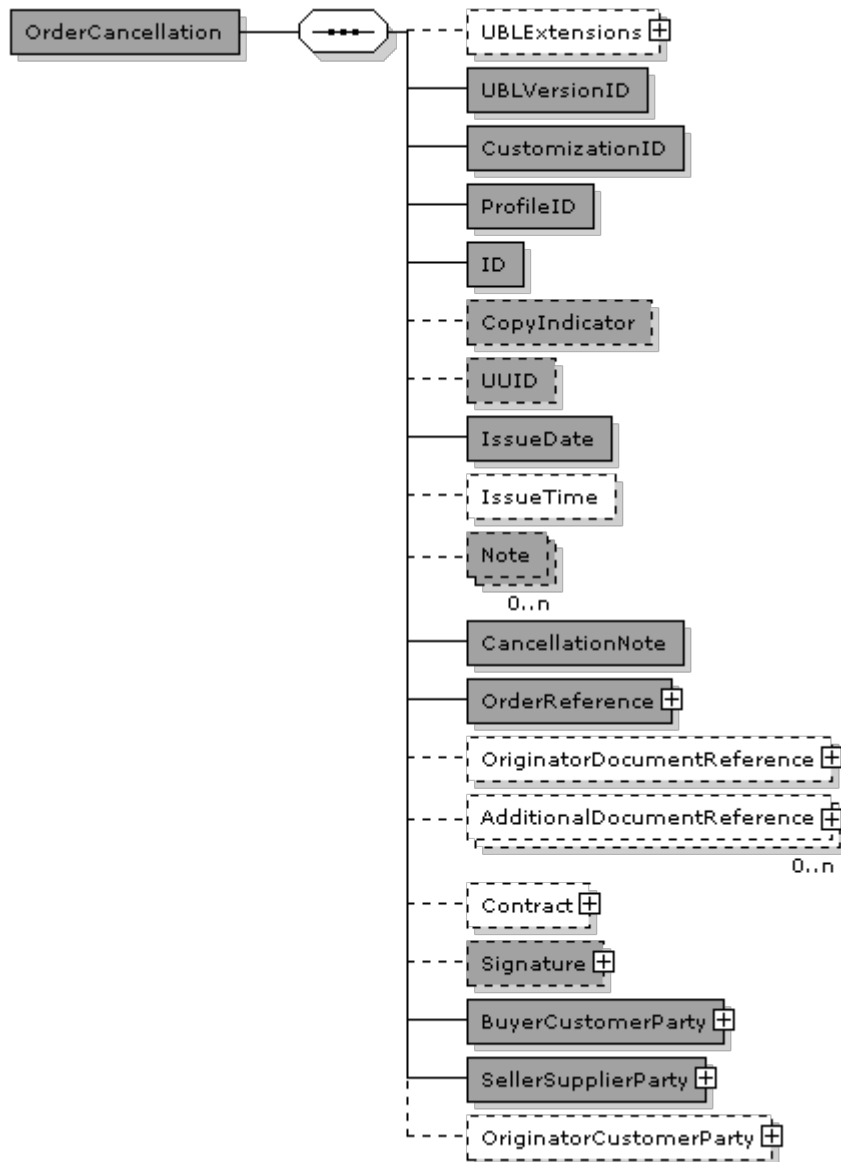 OrderCancellation
UBLExtensions
UBLVersionID
CustomizationID
ProfileID
ID
CopyIndicator
UUID
IssueDate
IssueTime
Note
0..n
CancellationNote
OrderReference
OriginatorDocumentReference
AdditionalDocumentReference
0..n
Contract
Signature
BuyerCustomerParty
SellerSupplierParty
OriginatorCustomerParty